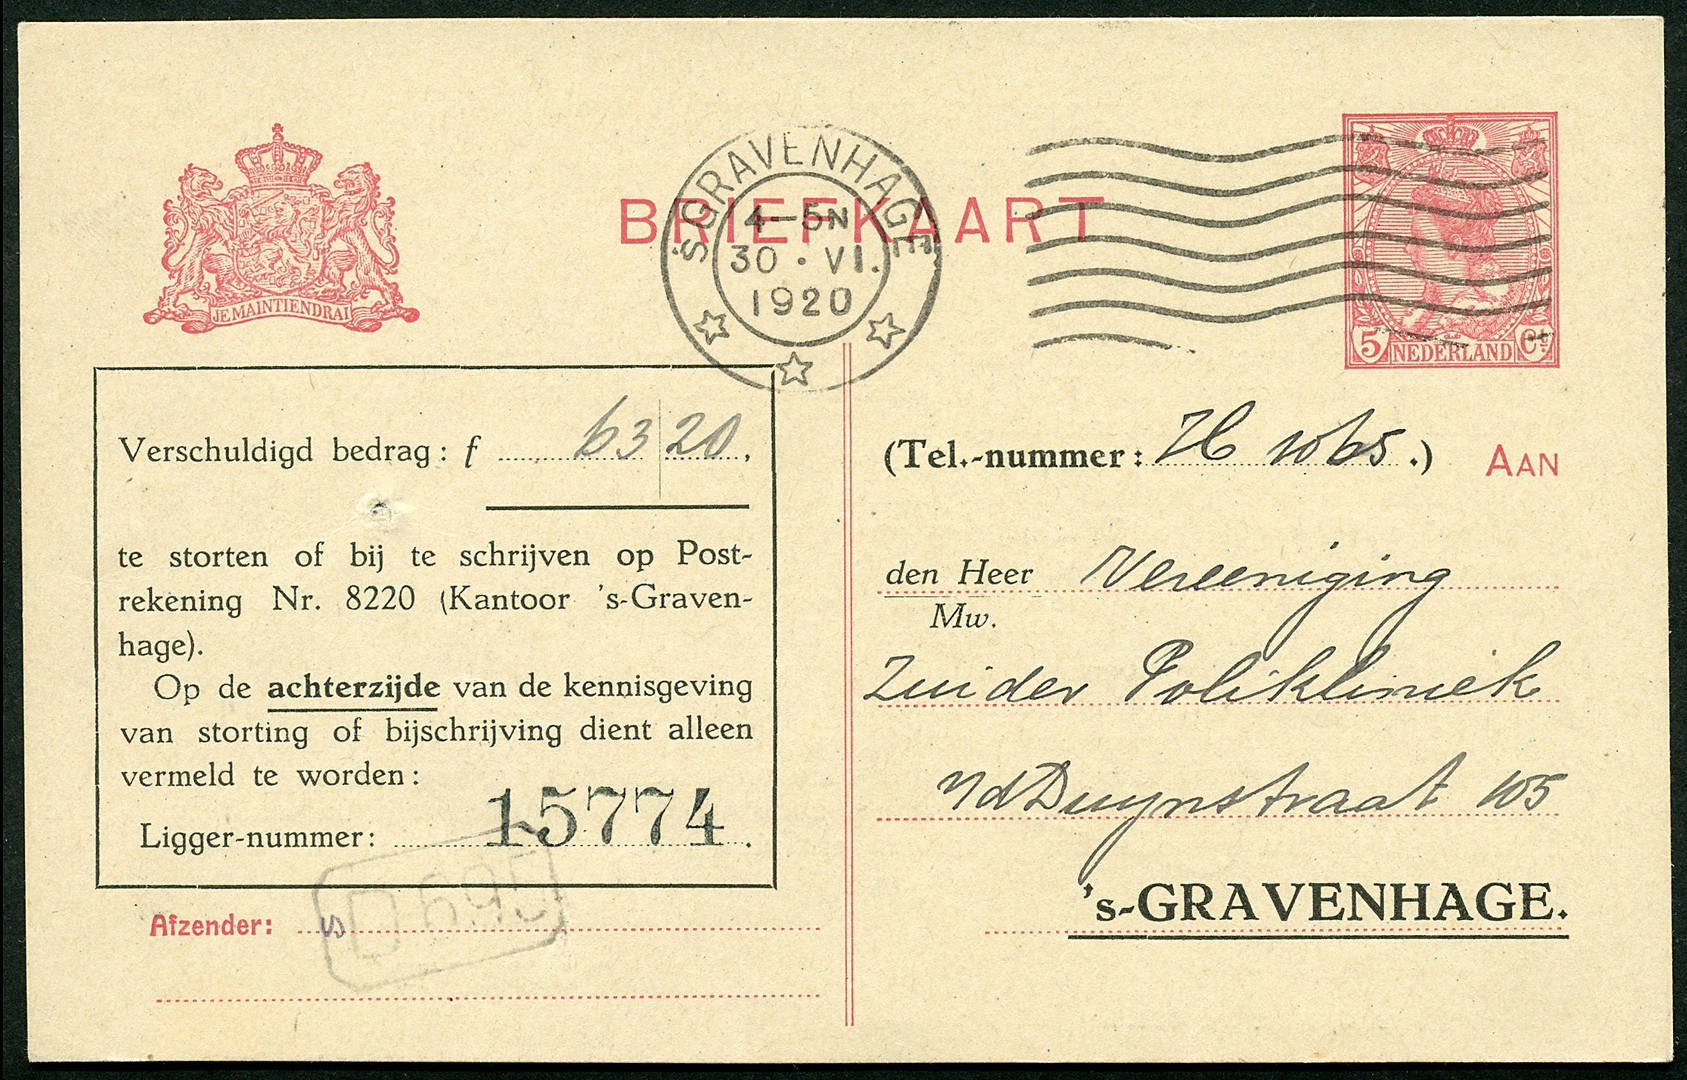 BRIEFKAART
'sGRAVENHAGE
4-5N
30·VI.
1920
JE MAINTIENDRAI
5 NEDERLAND Ct
Verschuldigd bedrag: f 63 20.
te storten of bij te schrijven op Post-
rekening Nr. 8220 (Kantoor 's-Graven-
hage).
Op de achterzijde van de kennisgeving
van storting of bijschrijving dient alleen
vermeld te worden:
Ligger-nummer: 15774.
Afzender:
D 695
(Tel.-nummer: H 1065.) AAN
den Heer Vereeniging
Mw.
Zuider Polikliniek
vdDuynstraat 105
's-GRAVENHAGE.